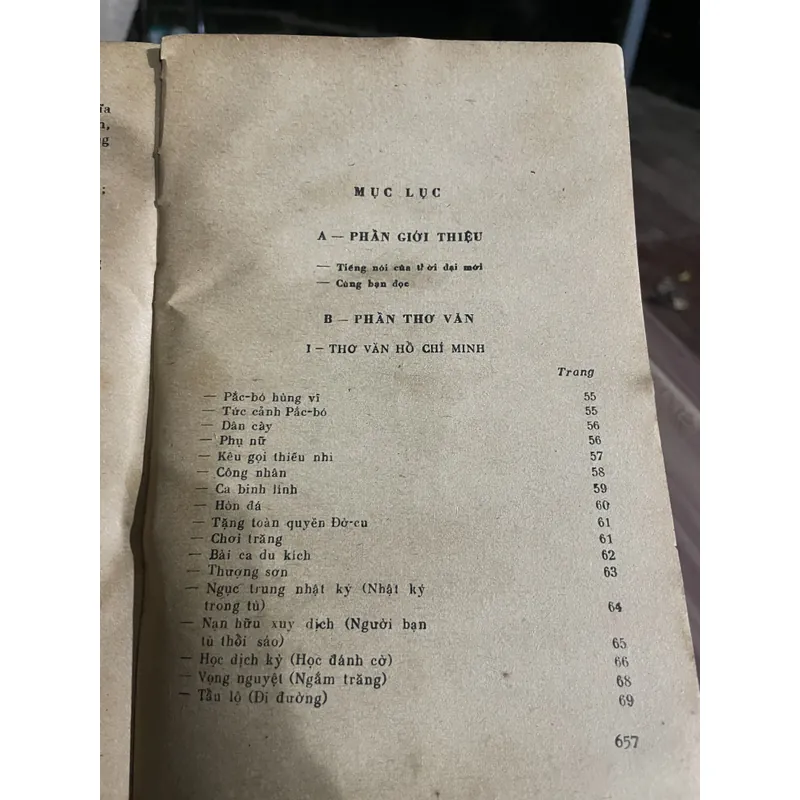 ĩa
n,
ng
;
g
MỤC LỤC
A — PHẦN GIỚI THIỆU
— Tiếng nói của thời đại mới
— Cùng bạn đọc
B — PHẦN THƠ VĂN
I — THƠ VĂN HỒ CHÍ MINH
Trang
— Pắc-bó hùng vĩ 55
— Tức cảnh Pắc-bó 55
— Dân cày 56
— Phụ nữ 56
— Kêu gọi thiếu nhi 57
— Công nhân 58
— Ca binh lính 59
— Hòn đá 60
— Tặng toàn quyền Đờ-cu 61
— Chơi trăng 61
— Bài ca du kích 62
— Thượng sơn 63
— Ngục trung nhật ký (Nhật ký
trong tù) 64
— Nạn hữu xuy địch (Người bạn
tù thổi sáo) 65
— Học dịch kỳ (Học đánh cờ) 66
— Vọng nguyệt (Ngắm trăng) 68
— Tẩu lộ (Đi đường) 69
657